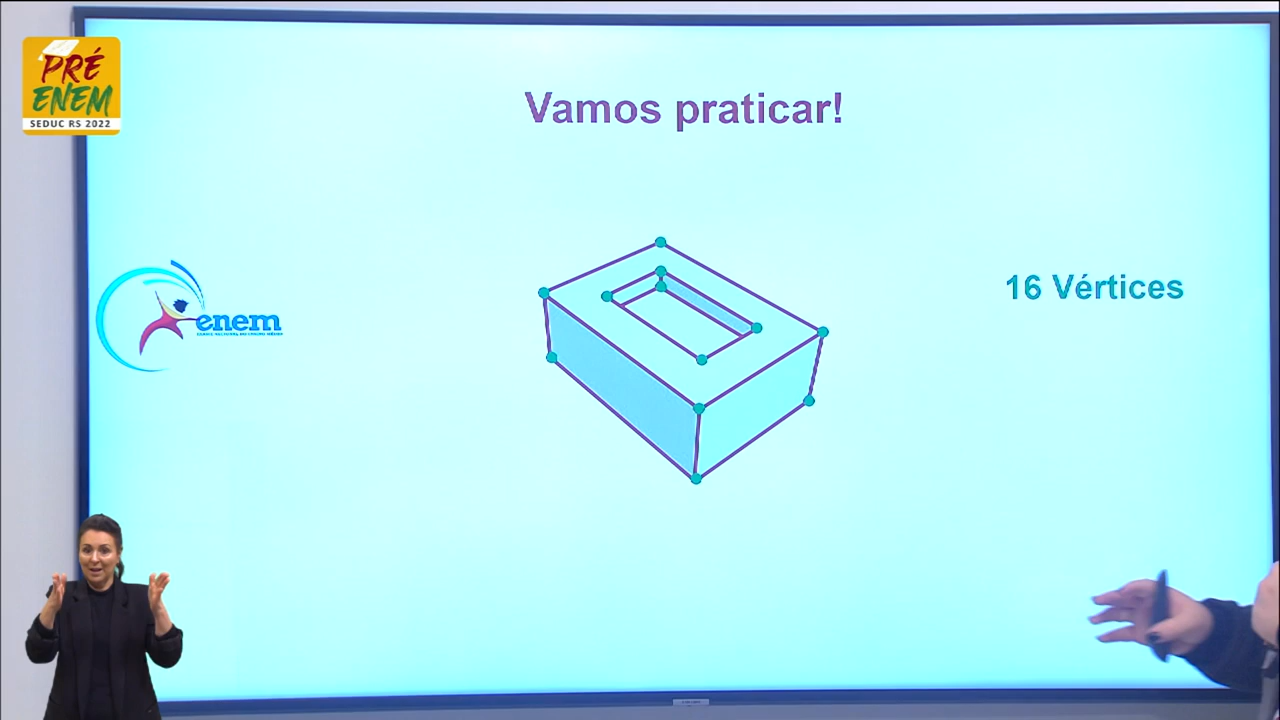 PRÉ
ENEM
SEDUC RS 2022
Vamos praticar!
16 Vértices
enem